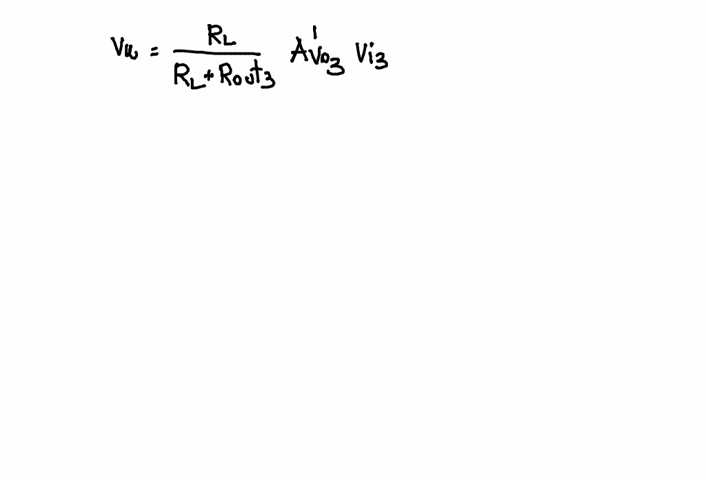 VL = RL / (RL + Rout3) A'vo3 Vi3